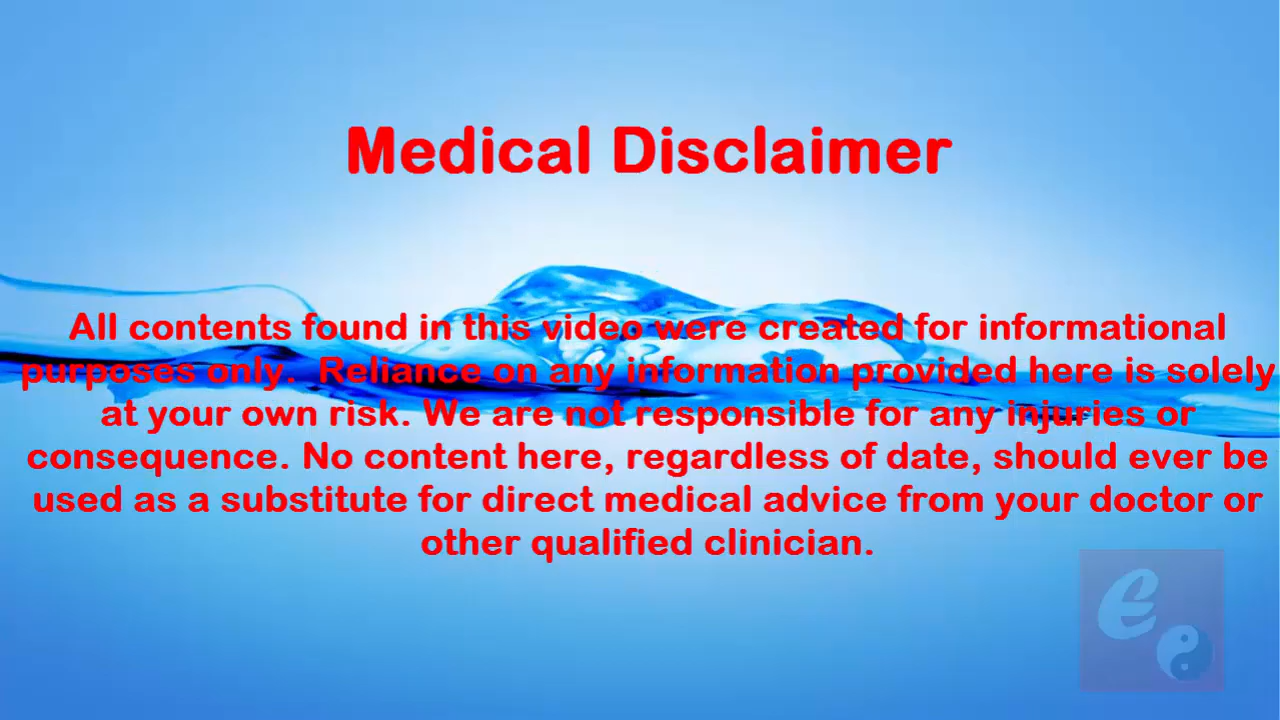 Medical Disclaimer
All contents found in this video were created for informational
purposes only.  Reliance on any information provided here is solely
at your own risk. We are not responsible for any injuries or
consequence. No content here, regardless of date, should ever be
used as a substitute for direct medical advice from your doctor or
other qualified clinician.
e